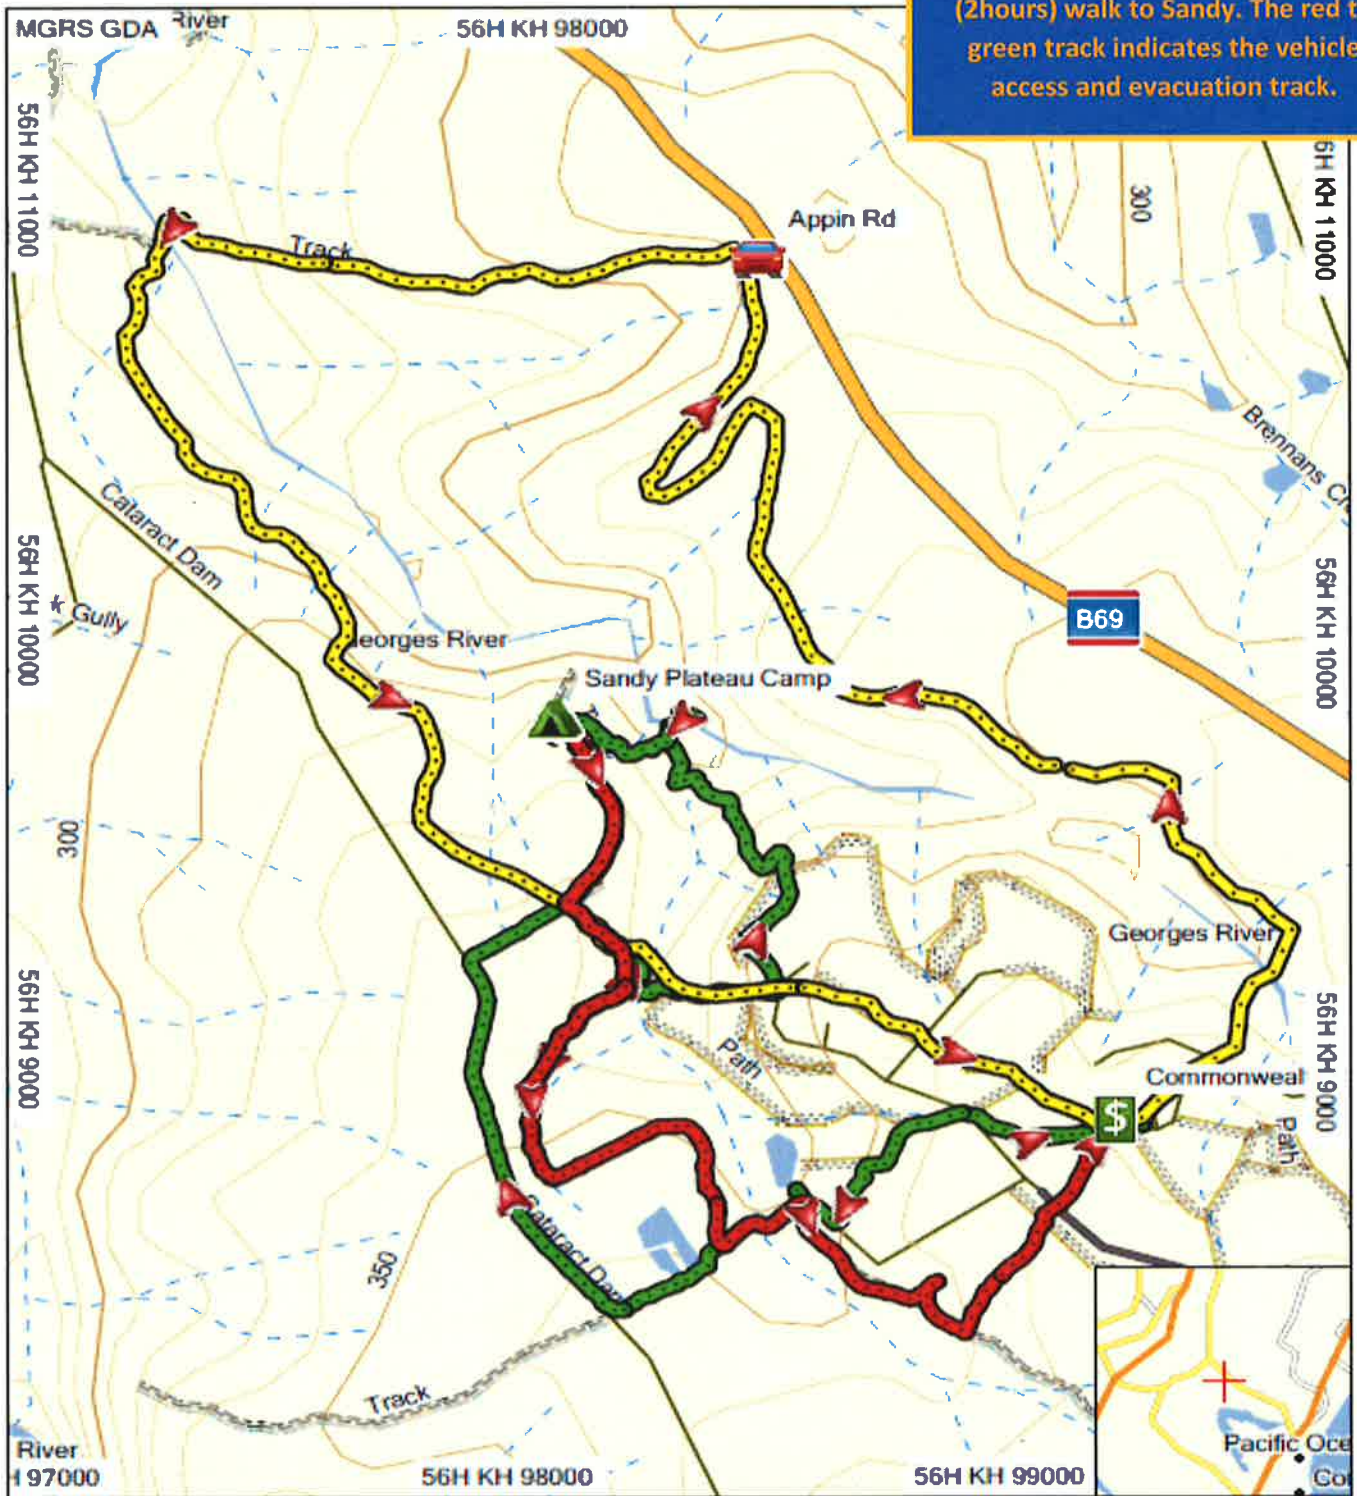 (2hours) walk to Sandy. The red t
green track indicates the vehicle
access and evacuation track.
MGRS GDA
River
56H KH 98000
56H KH 11000
6H KH 11000
300
Appin Rd
Track
Brennans Cr
Cataract Dam
56H KH 10000
56H KH 10000
k Gully
B69
eorges River
Sandy Plateau Camp
300
Georges River
56H KH 9000
56H KH 9000
Path
Commonweal
$
Path
Cataract Dam
350
Track
River
H 97000
56H KH 98000
56H KH 99000
Pacific Oce
Co